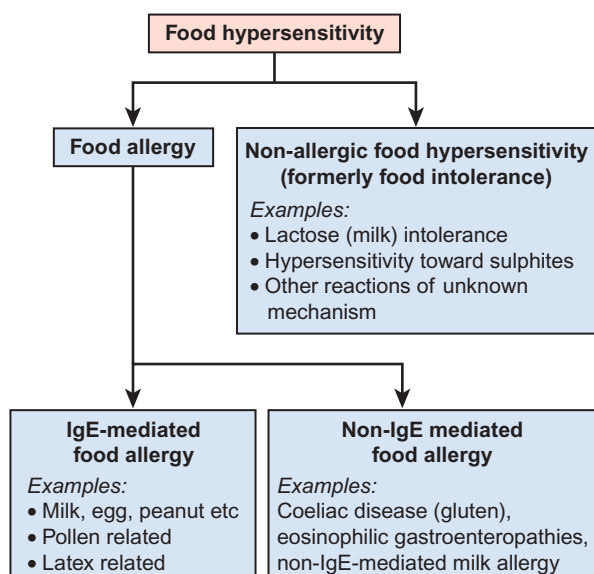 Food hypersensitivity
Food allergy
Non-allergic food hypersensitivity
(formerly food intolerance)
Examples:
• Lactose (milk) intolerance
• Hypersensitivity toward sulphites
• Other reactions of unknown
mechanism
IgE-mediated
food allergy
Examples:
• Milk, egg, peanut etc
• Pollen related
• Latex related
Non-IgE mediated
food allergy
Examples:
Coeliac disease (gluten),
eosinophilic gastroenteropathies,
non-IgE-mediated milk allergy